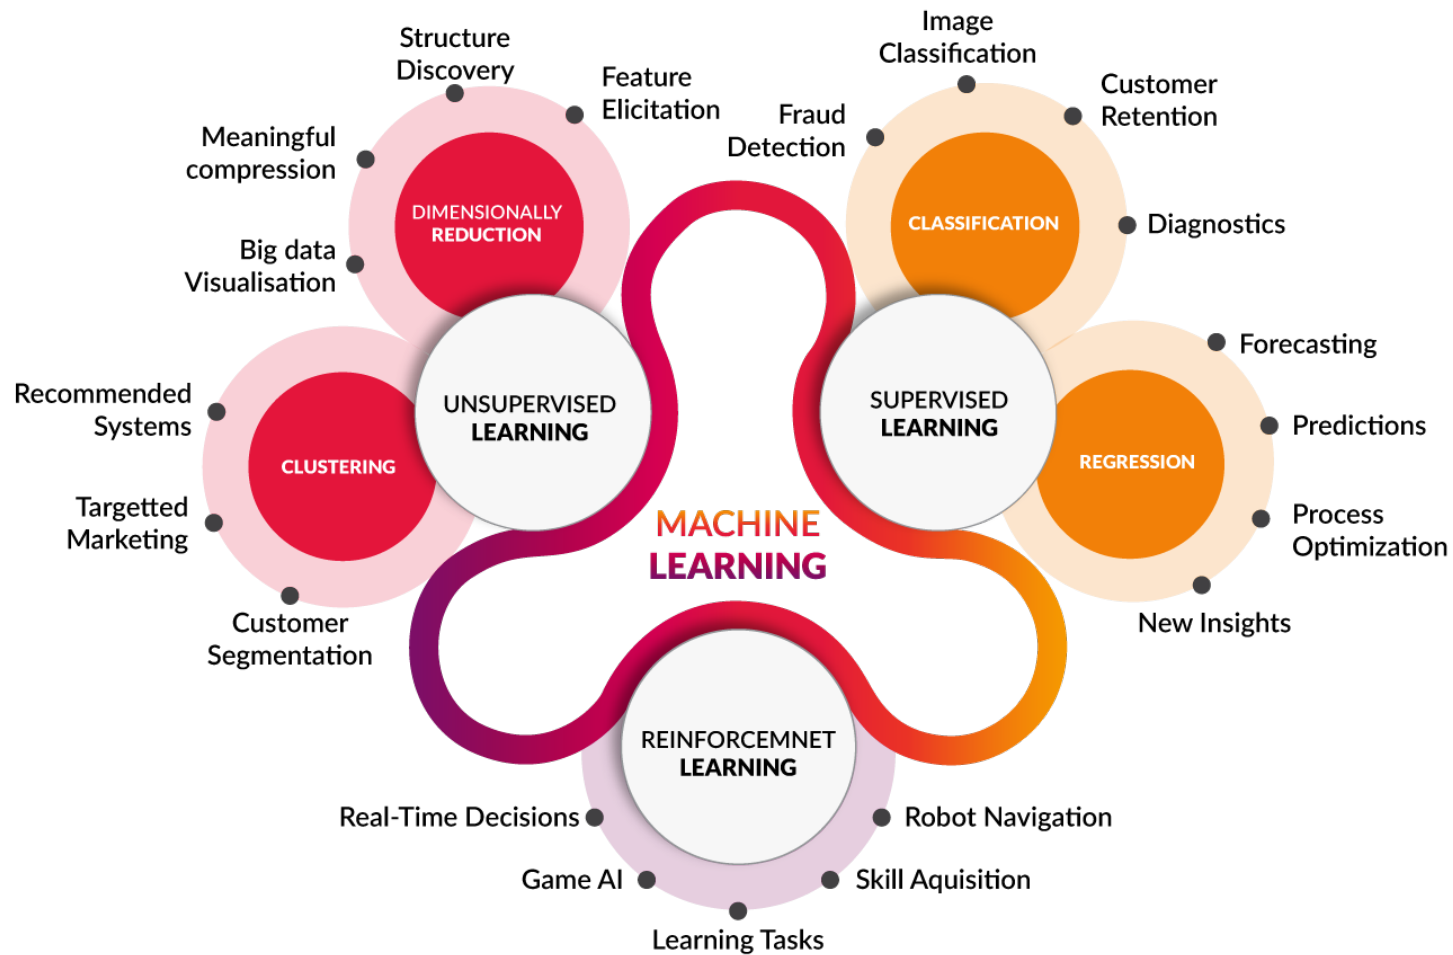 Structure
Discovery
Feature
Elicitation
Meaningful
compression
Big data
Visualisation
DIMENSIONALLY
REDUCTION
Recommended
Systems
Targetted
Marketing
Customer
Segmentation
CLUSTERING
UNSUPERVISED
LEARNING
Image
Classification
Customer
Retention
Fraud
Detection
Diagnostics
CLASSIFICATION
SUPERVISED
LEARNING
Forecasting
Predictions
Process
Optimization
New Insights
REGRESSION
MACHINE
LEARNING
REINFORCEMNET
LEARNING
Real-Time Decisions
Game AI
Learning Tasks
Skill Aquisition
Robot Navigation